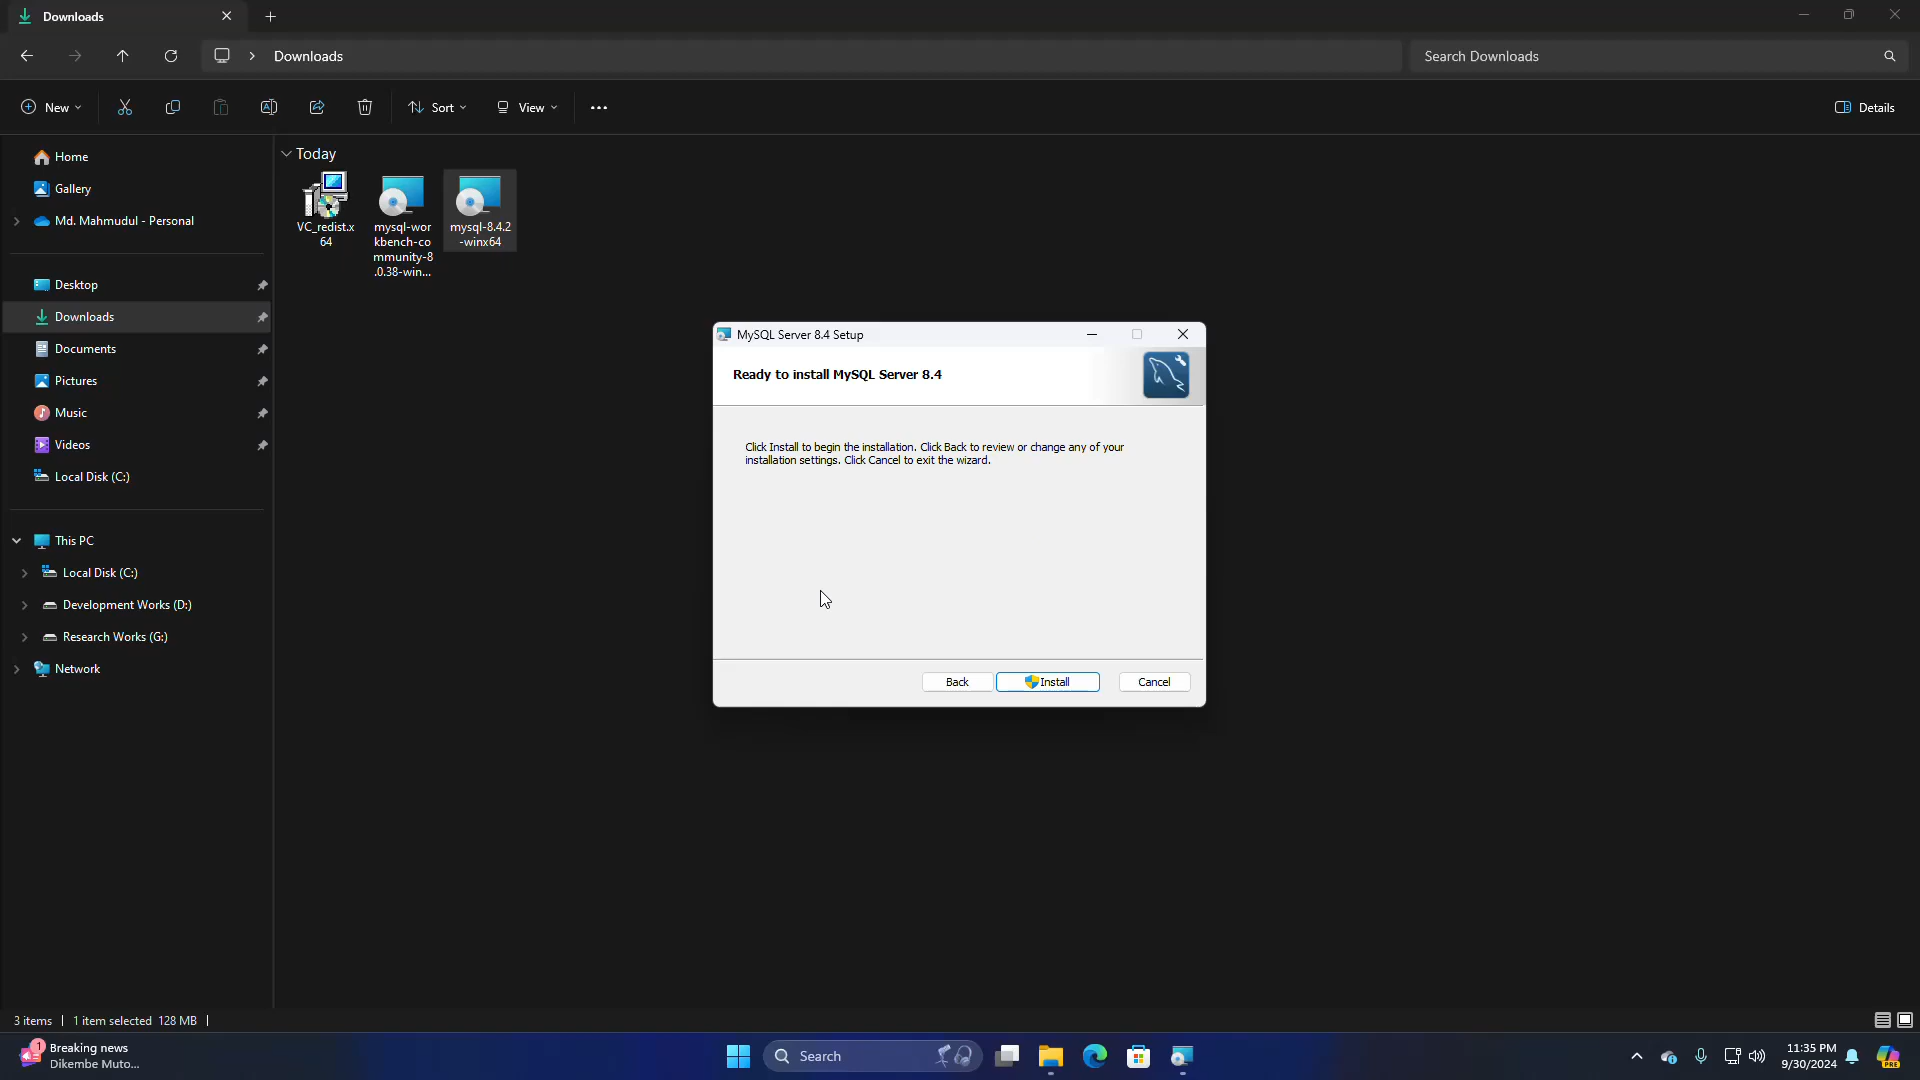 Downloads
Downloads
Search Downloads
New
Sort
View
Details
Home
Gallery
Md. Mahmudul - Personal
Desktop
Downloads
Documents
Pictures
Music
Videos
Local Disk (C:)
This PC
Local Disk (C:)
Development Works (D:)
Research Works (G:)
Network
Today
VC_redist.x
64
mysql-wor
kbench-co
mmunity-8
.0.38-win...
mysql-8.4.2
-winx64
MySQL Server 8.4 Setup
Ready to install MySQL Server 8.4
Click Install to begin the installation. Click Back to review or change any of your
installation settings. Click Cancel to exit the wizard.
Back
Install
Cancel
3 items
1 item selected 128 MB
1
Breaking news
Dikembe Muto...
Search
11:35 PM
9/30/2024
PRE